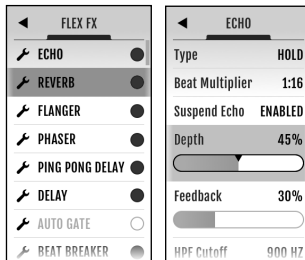 FLEX FX
ECHO
REVERB
FLANGER
PHASER
PING PONG DELAY
DELAY
AUTO GATE
BEAT BREAKER
ECHO
Type HOLD
Beat Multiplier 1:16
Suspend Echo ENABLED
Depth 45%
Feedback 30%
HPF Cutoff 900 HZ